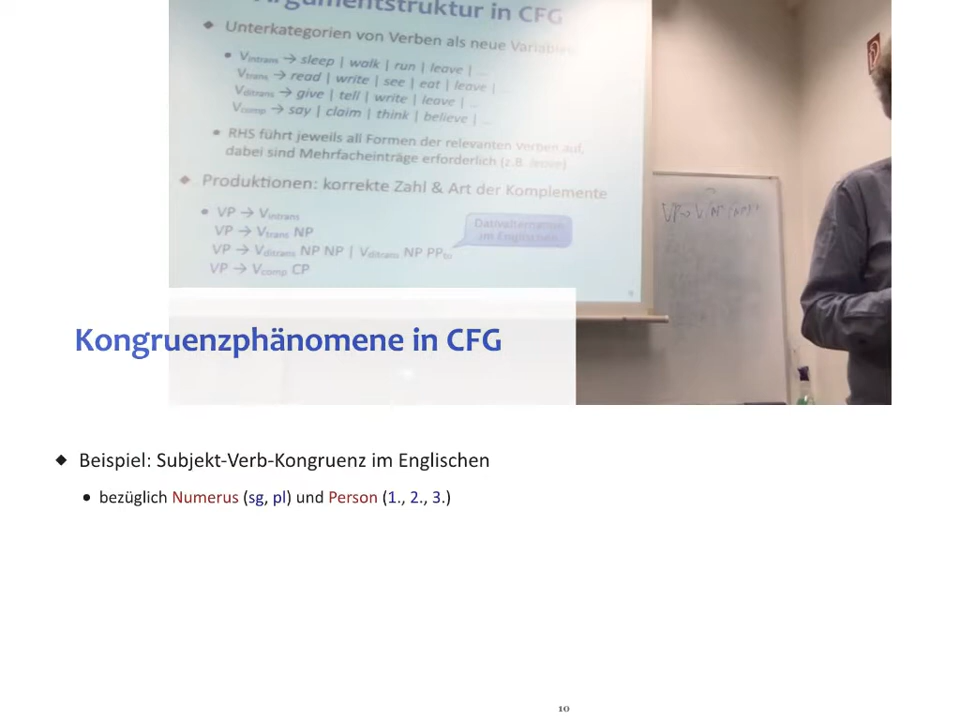 Argumentstruktur in CFG
◆ Unterkategorien von Verben als neue Variablen
• Vintrans → sleep | walk | run | leave | ...
Vtrans → read | write | see | eat | leave | ...
Vditrans → give | tell | write | leave | ...
Vcomp → say | claim | think | believe | ...
• RHS führt jeweils all Formen der relevanten Verben auf,
dabei sind Mehrfacheinträge erforderlich (z.B. leave)
◆ Produktionen: korrekte Zahl & Art der Komplemente
• VP → Vintrans
VP → Vtrans NP
VP → Vditrans NP NP | Vditrans NP PPto
VP → Vcomp CP
Dativalternation
im Englischen
9
VP → V (NP) (NP)
Kongruenzphänomene in CFG
◆ Beispiel: Subjekt-Verb-Kongruenz im Englischen
• bezüglich Numerus (sg, pl) und Person (1., 2., 3.)
10